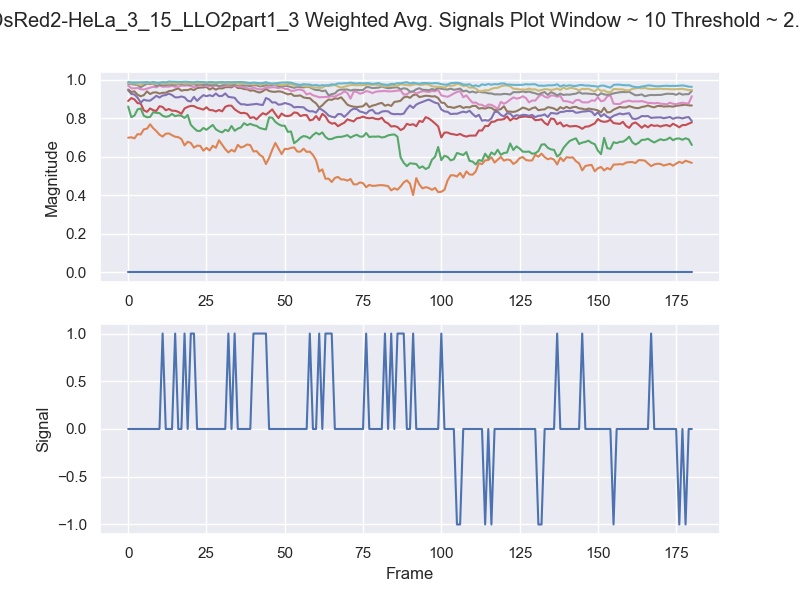 DsRed2-HeLa_3_15_LLO2part1_3 Weighted Avg. Signals Plot Window ~ 10 Threshold ~ 2.
1.0
0.8
0.6
0.4
0.2
0.0
Magnitude
0 25 50 75 100 125 150 175
1.0
0.5
0.0
−0.5
−1.0
Signal
0 25 50 75 100 125 150 175
Frame